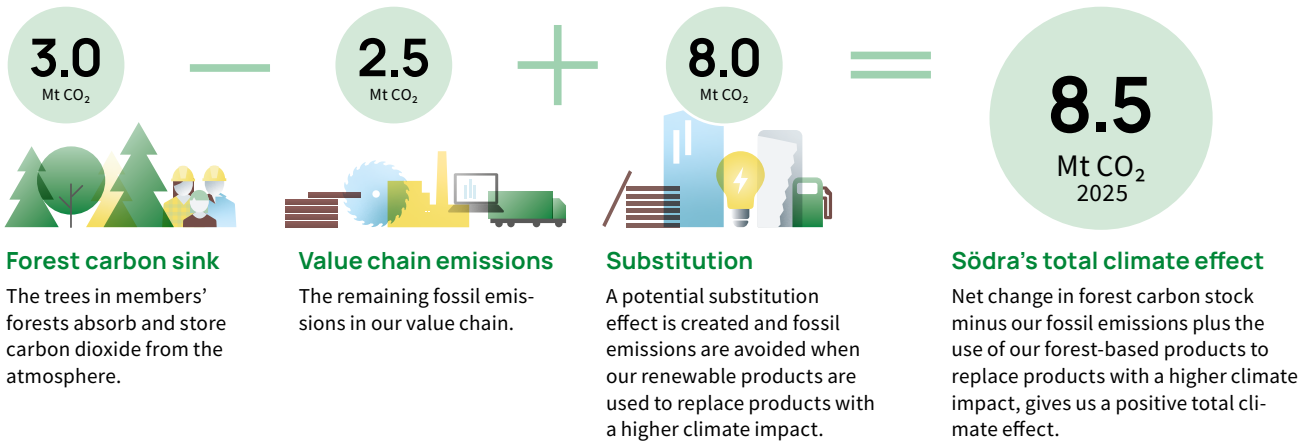 3.0
Mt CO₂
2.5
Mt CO₂
8.0
Mt CO₂
8.5
Mt CO₂
2025
Forest carbon sink
The trees in members’
forests absorb and store
carbon dioxide from the
atmosphere.
Value chain emissions
The remaining fossil emis-
sions in our value chain.
Substitution
A potential substitution
effect is created and fossil
emissions are avoided when
our renewable products are
used to replace products with
a higher climate impact.
Södra’s total climate effect
Net change in forest carbon stock
minus our fossil emissions plus the
use of our forest-based products to
replace products with a higher climate
impact, gives us a positive total cli-
mate effect.